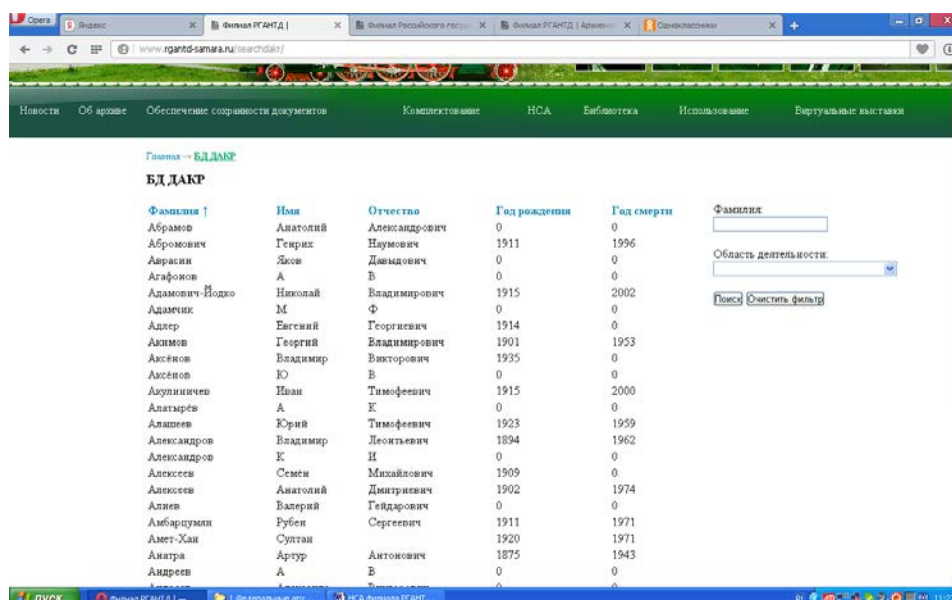 Opera Яндекс Филиал РГАНТД | Филиал Российского госу Филиал РГАНТД | Архивн Одноклассники
www.rgantd-samara.ru/searchdakr/
Новости Об архиве Обеспечение сохранности документов Комплектование НСА Библиотека Использование Виртуальные выставки
Главная → БД ДАКР
БД ДАКР
Фамилия ↑ Имя Отчество Год рождения Год смерти Фамилия:
Абрамов Анатолий Александрович 0 0
Абромович Генрих Наумович 1911 1996
Аврасин Яков Давыдович 0 0 Область деятельности:
Агафонов А В 0 0
Адамович-Йодко Николай Владимирович 1915 2002 Поиск Очистить фильтр
Адамчик М Ф 0 0
Адлер Евгений Георгиевич 1914 0
Акимов Георгий Владимирович 1901 1953
Аксёнов Владимир Викторович 1935 0
Аксёнов Ю В 0 0
Акулиничев Иван Тимофеевич 1915 2000
Алатырёв А К 0 0
Алашеев Юрий Тимофеевич 1923 1959
Александров Владимир Леонтьевич 1894 1962
Александров К И 0 0
Алексеев Семён Михайлович 1909 0
Алексеев Анатолий Дмитриевич 1902 1974
Алиев Валерий Гейдарович 0 0
Амбарцумян Рубен Сергеевич 1911 1971
Амет-Хан Султан 1920 1971
Анатра Артур Антонович 1875 1943
Андреев А В 0 0
пуск Филиал РГАНТД | — 1 Федеральные арх... НСА филиала РГАНТ...